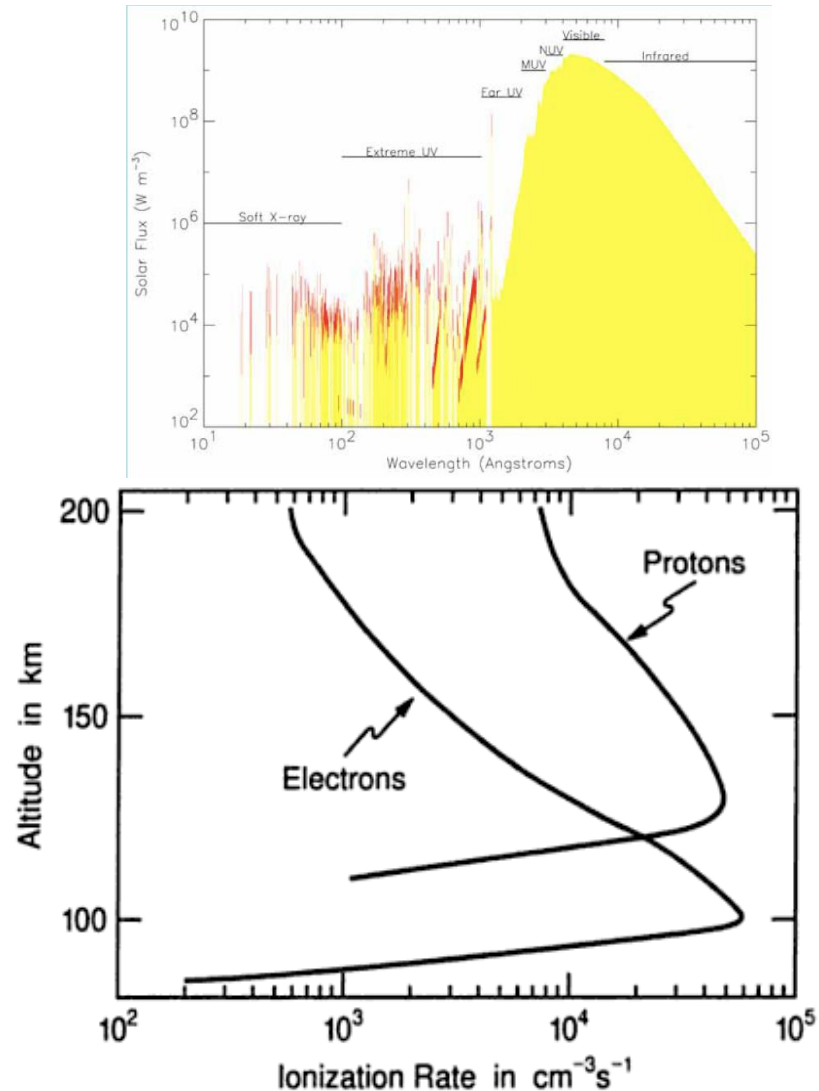 10^10
Visible
NUV
MUV
Infrared
Far UV
10^8
Extreme UV
Solar Flux (W m^-3)
10^6
Soft X-ray
10^4
10^2
10^1
10^2
10^3
10^4
10^5
Wavelength (Angstroms)
200
Protons
150
Electrons
Altitude in km
100
10^2
10^3
10^4
10^5
Ionization Rate in cm^-3s^-1